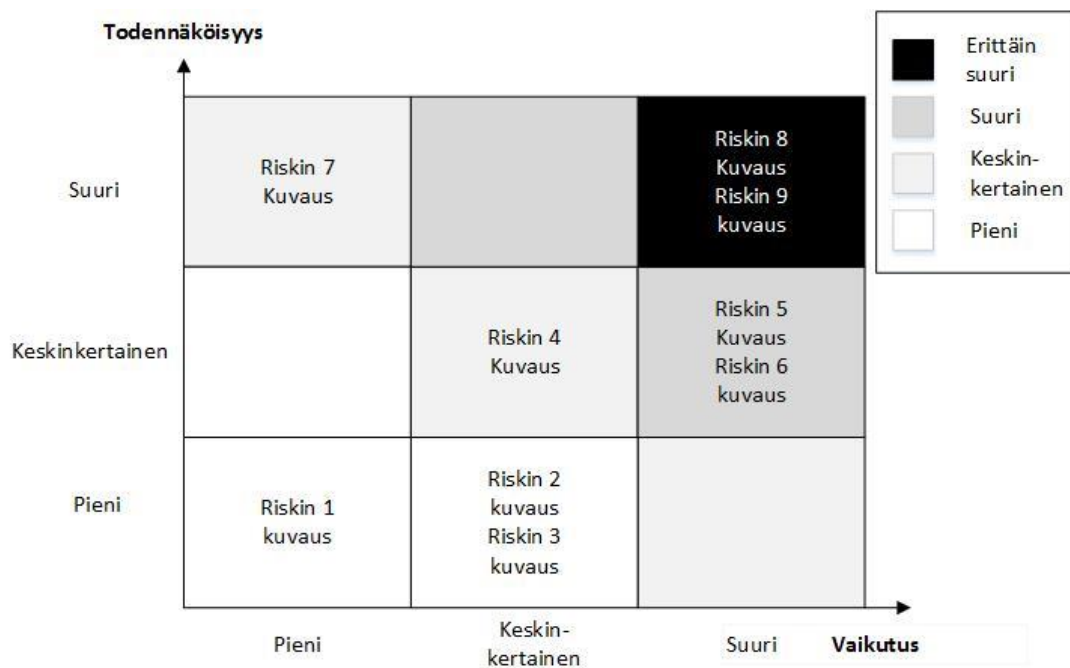 Todennäköisyys
Erittäin
suuri
Suuri
Keskin-
kertainen
Pieni
Suuri
Riskin 7
Kuvaus
Riskin 8
Kuvaus
Riskin 9
kuvaus
Keskinkertainen
Riskin 4
Kuvaus
Riskin 5
Kuvaus
Riskin 6
kuvaus
Pieni
Riskin 1
kuvaus
Riskin 2
kuvaus
Riskin 3
kuvaus
Pieni
Keskin-
kertainen
Suuri
Vaikutus